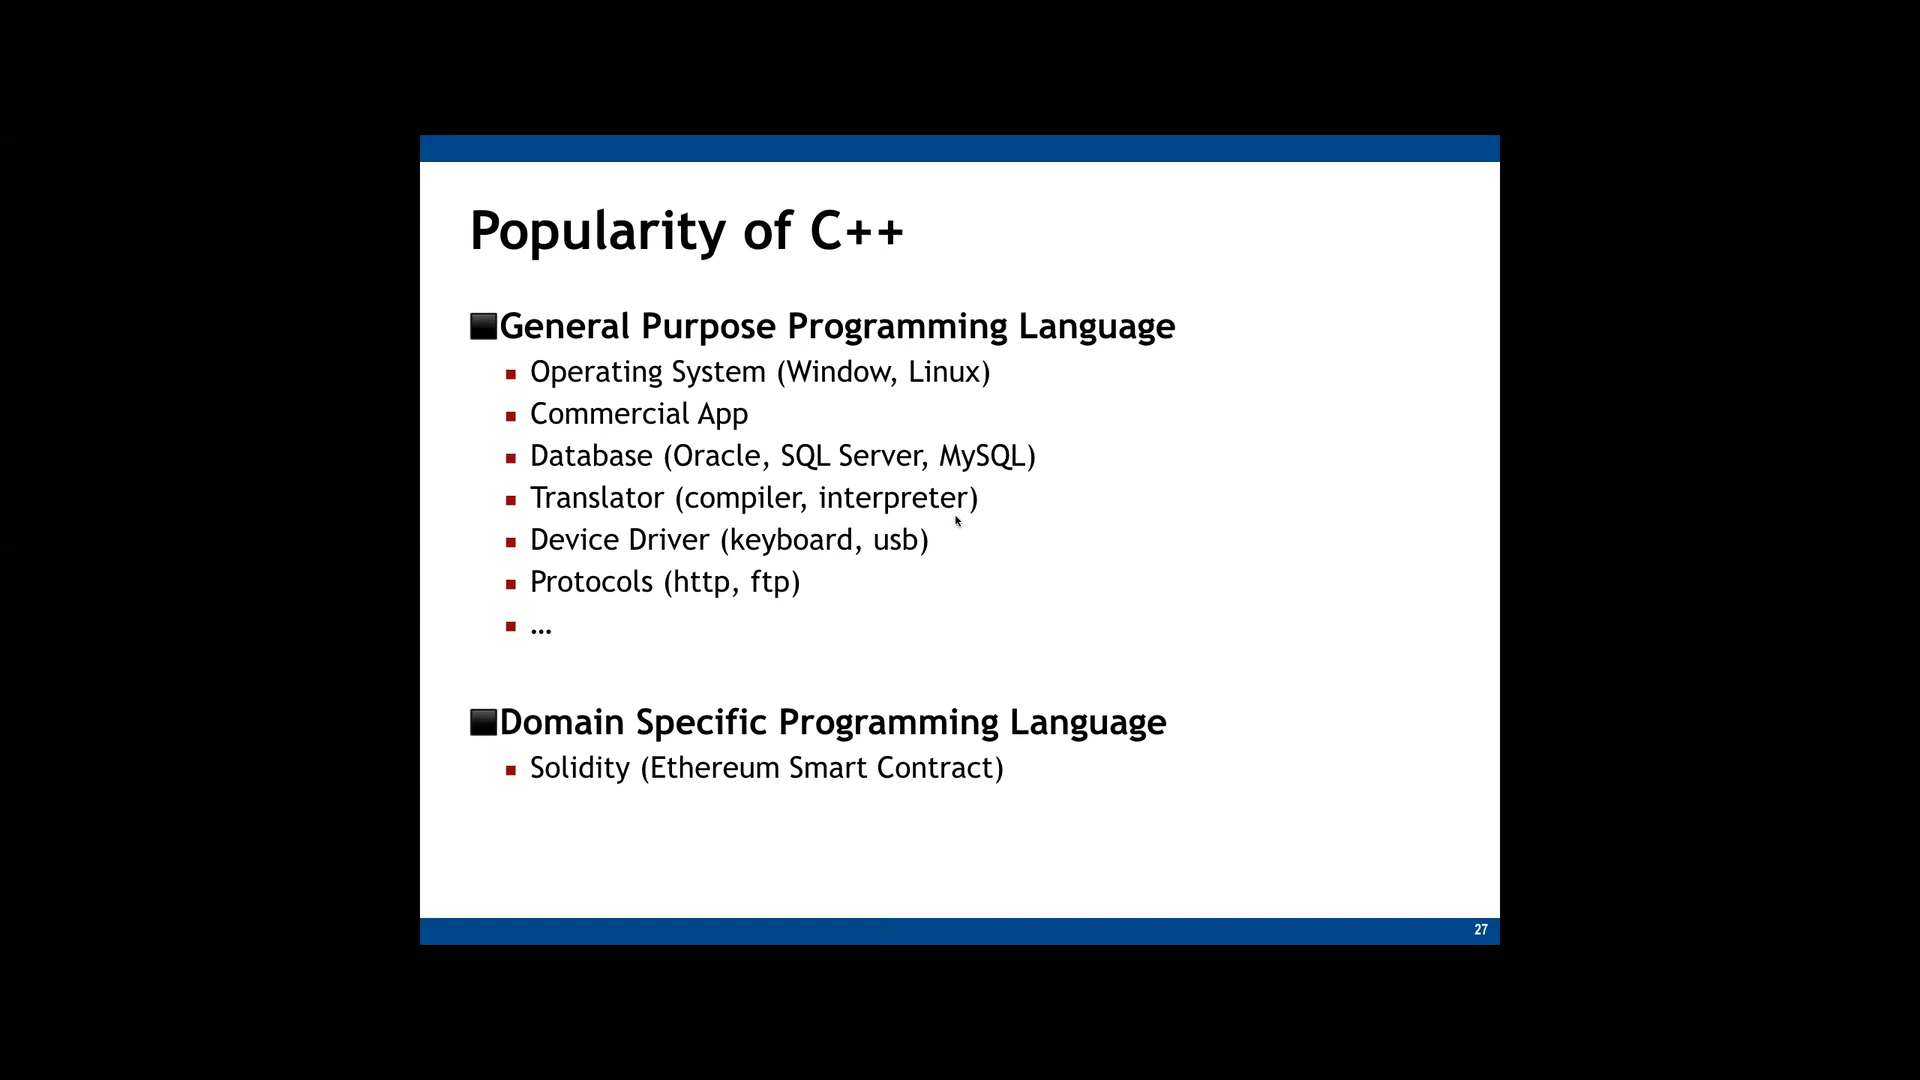 Popularity of C++
General Purpose Programming Language
Operating System (Window, Linux)
Commercial App
Database (Oracle, SQL Server, MySQL)
Translator (compiler, interpreter)
Device Driver (keyboard, usb)
Protocols (http, ftp)
…
Domain Specific Programming Language
Solidity (Ethereum Smart Contract)
27